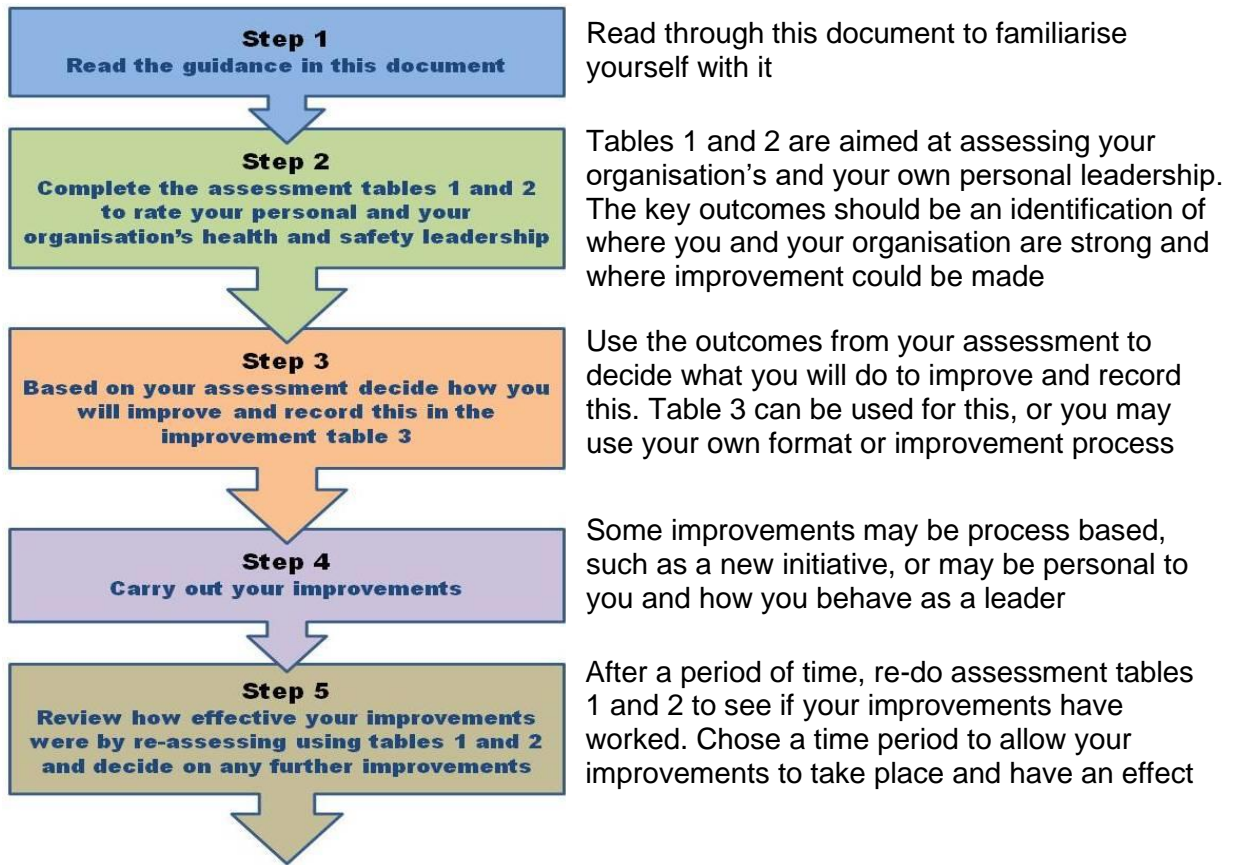 Step 1
Read the guidance in this document
Read through this document to familiarise
yourself with it
Step 2
Complete the assessment tables 1 and 2
to rate your personal and your
organisation's health and safety leadership
Tables 1 and 2 are aimed at assessing your
organisation's and your own personal leadership.
The key outcomes should be an identification of
where you and your organisation are strong and
where improvement could be made
Step 3
Based on your assessment decide how you
will improve and record this in the
improvement table 3
Use the outcomes from your assessment to
decide what you will do to improve and record
this. Table 3 can be used for this, or you may
use your own format or improvement process
Step 4
Carry out your improvements
Some improvements may be process based,
such as a new initiative, or may be personal to
you and how you behave as a leader
Step 5
Review how effective your improvements
were by re-assessing using tables 1 and 2
and decide on any further improvements
After a period of time, re-do assessment tables
1 and 2 to see if your improvements have
worked. Chose a time period to allow your
improvements to take place and have an effect